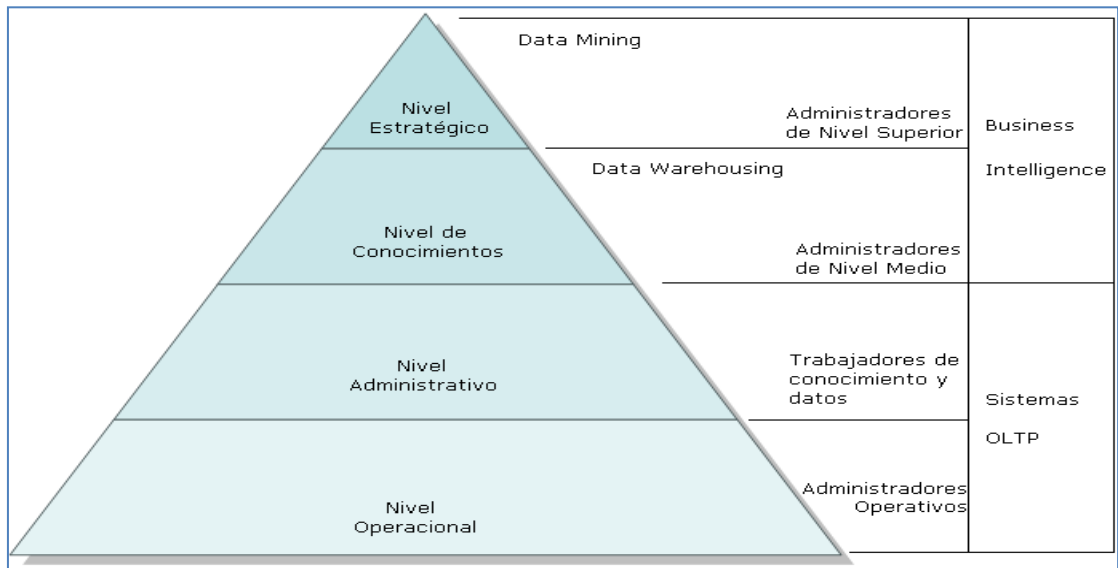 Data Mining
Nivel
Estratégico
Administradores
de Nivel Superior
Business
Intelligence
Data Warehousing
Nivel de
Conocimientos
Administradores
de Nivel Medio
Nivel
Administrativo
Trabajadores de
conocimiento y
datos
Sistemas
OLTP
Nivel
Operacional
Administradores
Operativos